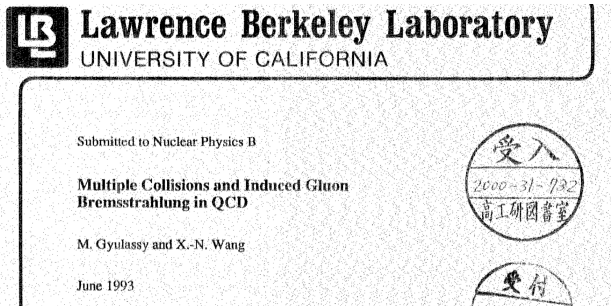 Lawrence Berkeley Laboratory
UNIVERSITY OF CALIFORNIA
Submitted to Nuclear Physics B
Multiple Collisions and Induced Gluon
Bremsstrahlung in QCD
M. Gyulassy and X.-N. Wang
June 1993
受入
2000-31-732
高工研図書室
受付